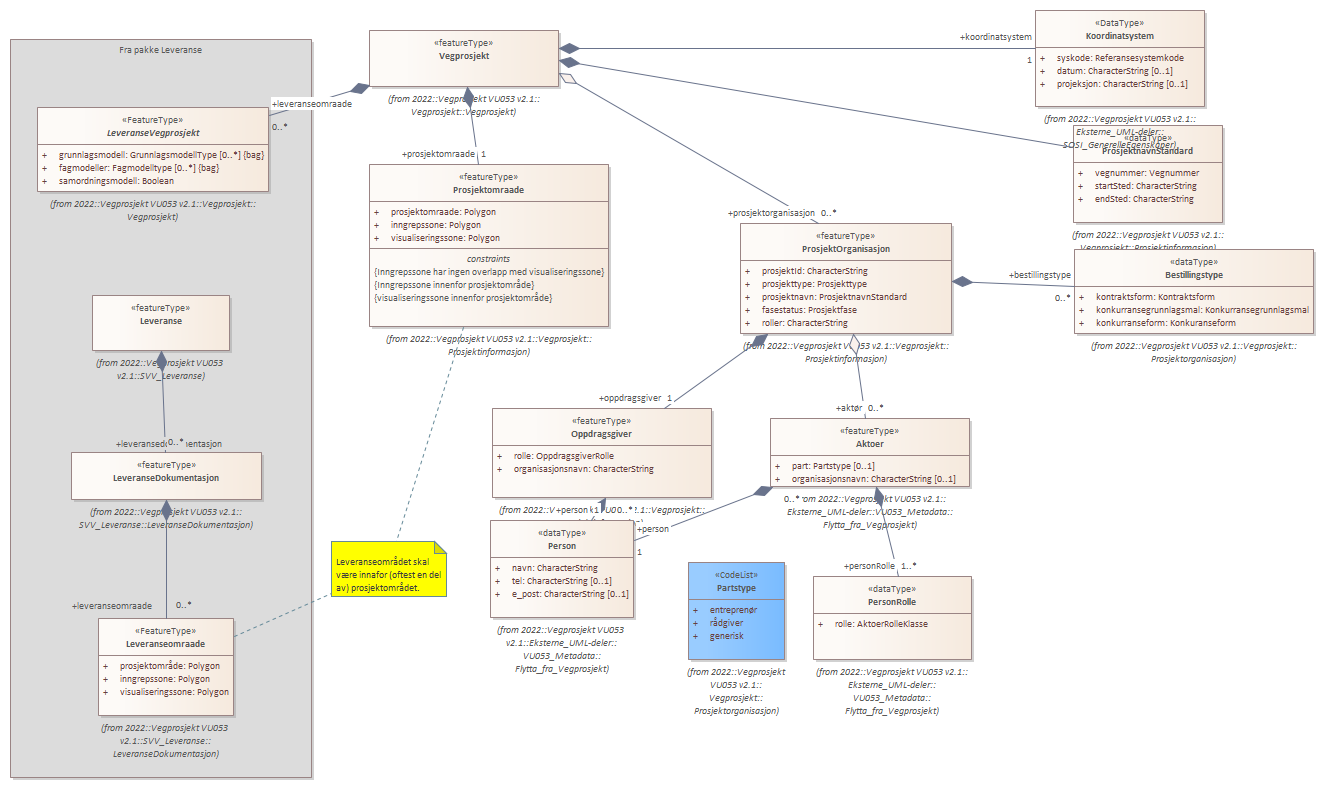 Fra pakke Leveranse
«featureType»
Vegprosjekt
(from 2022::Vegprosjekt VU053 v2.1::
Vegprosjekt::Vegprosjekt)
+koordinatsystem
1
«DataType»
Koordinatsystem
+ syskode: Referansesystemkode
+ datum: CharacterString [0..1]
+ projeksjon: CharacterString [0..1]
(from 2022::Vegprosjekt VU053 v2.1::
Eksterne_UML-deler::
SOSI_GenerelleEgenskaper)
«dataType»
ProsjektnavnStandard
+ vegnummer: Vegnummer
+ startSted: CharacterString
+ endSted: CharacterString
(from 2022::Vegprosjekt VU053 v2.1::
Vegprosjekt::Prosjektinformasjon)
+leveranseomraade
0..*
«FeatureType»
LeveranseVegprosjekt
+ grunnlagsmodell: GrunnlagsmodellType [0..*] {bag}
+ fagmodeller: Fagmodelltype [0..*] {bag}
+ samordningsmodell: Boolean
(from 2022::Vegprosjekt VU053 v2.1::Vegprosjekt::
Vegprosjekt)
+prosjektomraade 1
«featureType»
Prosjektomraade
+ prosjektomraade: Polygon
+ inngrepssone: Polygon
+ visualiseringssone: Polygon
constraints
{Inngrepssone har ingen overlapp med visualiseringssone}
{Inngrepssone innenfor prosjektområde}
{visualiseringssone innenfor prosjektområde}
(from 2022::Vegprosjekt VU053 v2.1::Vegprosjekt::
Prosjektinformasjon)
+prosjektorganisasjon 0..*
«featureType»
ProsjektOrganisasjon
+ prosjektId: CharacterString
+ prosjekttype: Prosjekttype
+ prosjektnavn: ProsjektnavnStandard
+ fasestatus: Prosjektfase
+ roller: CharacterString
(from 2022::Vegprosjekt VU053 v2.1::Vegprosjekt::
Prosjektinformasjon)
+bestillingstype
0..*
«dataType»
Bestillingstype
+ kontraktsform: Kontraktsform
+ konkurransegrunnlagsmal: Konkurransegrunnlagsmal
+ konkurranseform: Konkuranseform
(from 2022::Vegprosjekt VU053 v2.1::Vegprosjekt::
Prosjektorganisasjon)
«featureType»
Leveranse
(from 2022::Vegprosjekt VU053
v2.1::SVV_Leveranse)
+leveransedokumentasjon
0..*
«featureType»
LeveranseDokumentasjon
(from 2022::Vegprosjekt VU053 v2.1::
SVV_Leveranse::LeveranseDokumentasjon)
+leveranseomraade 0..*
«FeatureType»
Leveranseomraade
+ prosjektområde: Polygon
+ inngrepssone: Polygon
+ visualiseringssone: Polygon
(from 2022::Vegprosjekt VU053
v2.1::SVV_Leveranse::
LeveranseDokumentasjon)
Leveranseområdet skal
være innafor (oftest en del
av) prosjektområdet.
+oppdragsgiver 1
«featureType»
Oppdragsgiver
+ rolle: OppdragsgiverRolle
+ organisasjonsnavn: CharacterString
+person
0..*
+aktør 0..*
«featureType»
Aktoer
+ part: Partstype [0..1]
+ organisasjonsnavn: CharacterString [0..1]
0..*
(from 2022::Vegprosjekt VU053 v2.1::
Eksterne_UML-deler::VU053_Metadata::
Flytta_fra_Vegprosjekt)
+person
1
«dataType»
Person
+ navn: CharacterString
+ tel: CharacterString [0..1]
+ e_post: CharacterString [0..1]
(from 2022::Vegprosjekt VU053
v2.1::Eksterne_UML-deler::
VU053_Metadata::
Flytta_fra_Vegprosjekt)
«CodeList»
Partstype
+ entreprenør
+ rådgiver
+ generisk
(from 2022::Vegprosjekt
VU053 v2.1::
Vegprosjekt::
Prosjektorganisasjon)
+personRolle 1..*
«dataType»
PersonRolle
+ rolle: AktoerRolleKlasse
(from 2022::Vegprosjekt VU053 v2.1::
Eksterne_UML-deler::
VU053_Metadata::
Flytta_fra_Vegprosjekt)